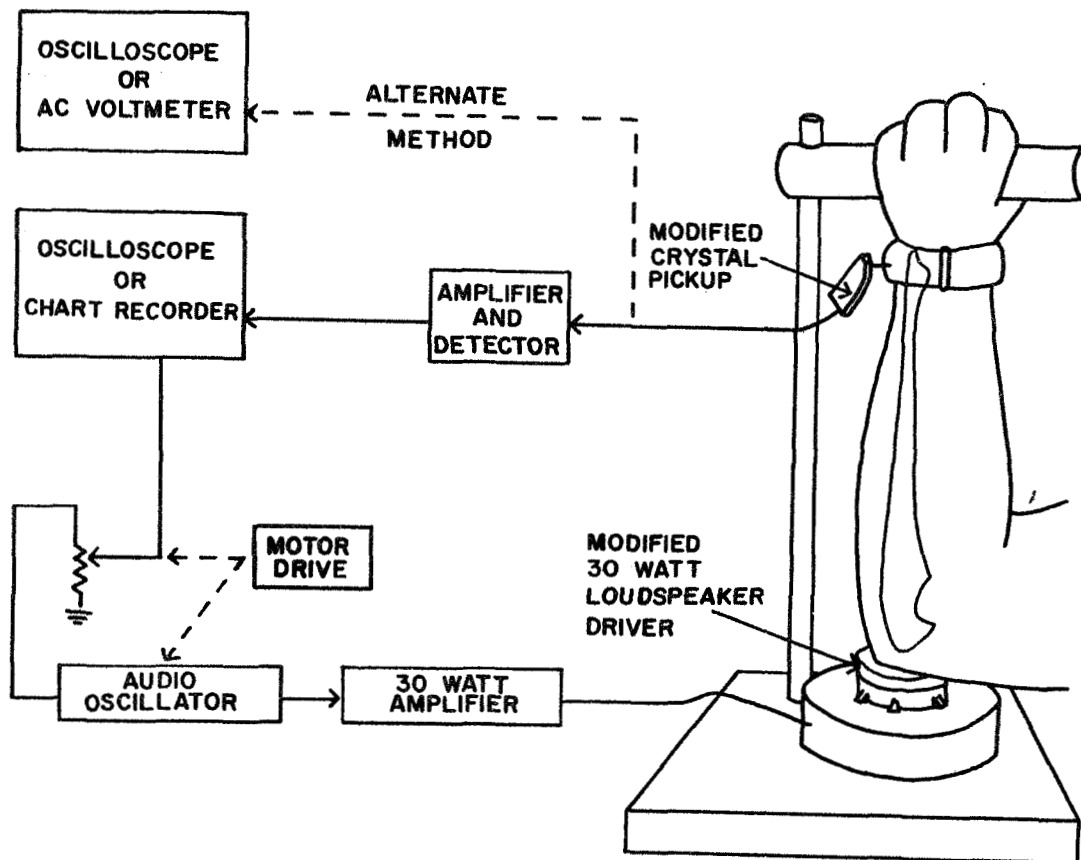 OSCILLOSCOPE
OR
AC VOLTMETER
ALTERNATE
METHOD
OSCILLOSCOPE
OR
CHART RECORDER
AMPLIFIER
AND
DETECTOR
MODIFIED
CRYSTAL
PICKUP
MOTOR
DRIVE
MODIFIED
30 WATT
LOUDSPEAKER
DRIVER
AUDIO
OSCILLATOR
30 WATT
AMPLIFIER